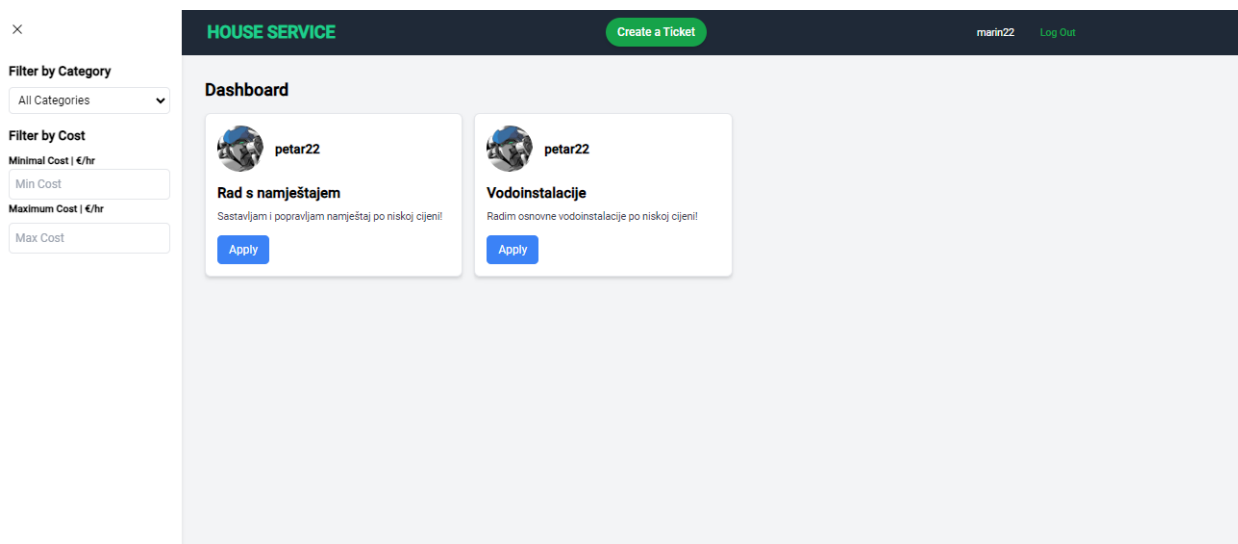 HOUSE SERVICE
Create a Ticket
marin22
Log Out
Filter by Category
All Categories
Filter by Cost
Minimal Cost | €/hr
Min Cost
Maximum Cost | €/hr
Max Cost
Dashboard
petar22
Rad s namještajem
Sastavljam i popravljam namještaj po niskoj cijeni!
Apply
petar22
Vodoinstalacije
Radim osnovne vodoinstalacije po niskoj cijeni!
Apply